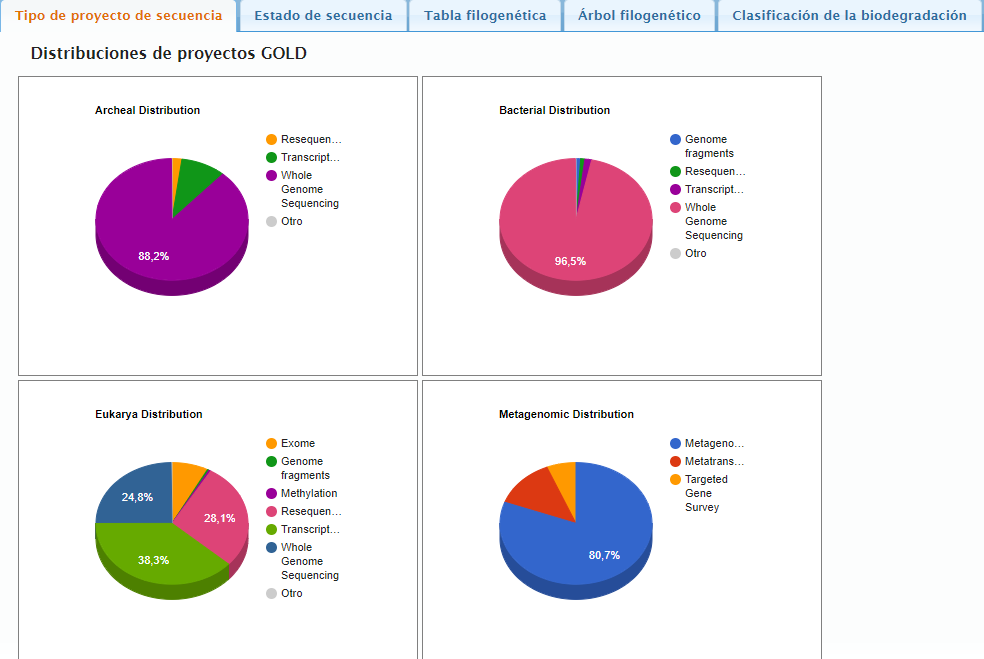 Tipo de proyecto de secuencia
Estado de secuencia
Tabla filogenética
Árbol filogenético
Clasificación de la biodegradación
Distribuciones de proyectos GOLD
Archeal Distribution
Resequen...
Transcript...
Whole
Genome
Sequencing
Otro
88,2%
Bacterial Distribution
Genome
fragments
Resequen...
Transcript...
Whole
Genome
Sequencing
Otro
96,5%
Eukarya Distribution
Exome
Genome
fragments
Methylation
Resequen...
Transcript...
Whole
Genome
Sequencing
Otro
24,8%
28,1%
38,3%
Metagenomic Distribution
Metageno...
Metatrans...
Targeted
Gene
Survey
80,7%